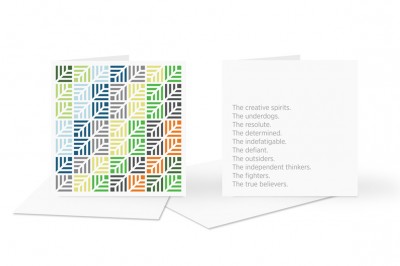 The creative spirits.
The underdogs.
The resolute.
The determined.
The indefatigable.
The defiant.
The outsiders.
The independent thinkers.
The fighters.
The true believers.